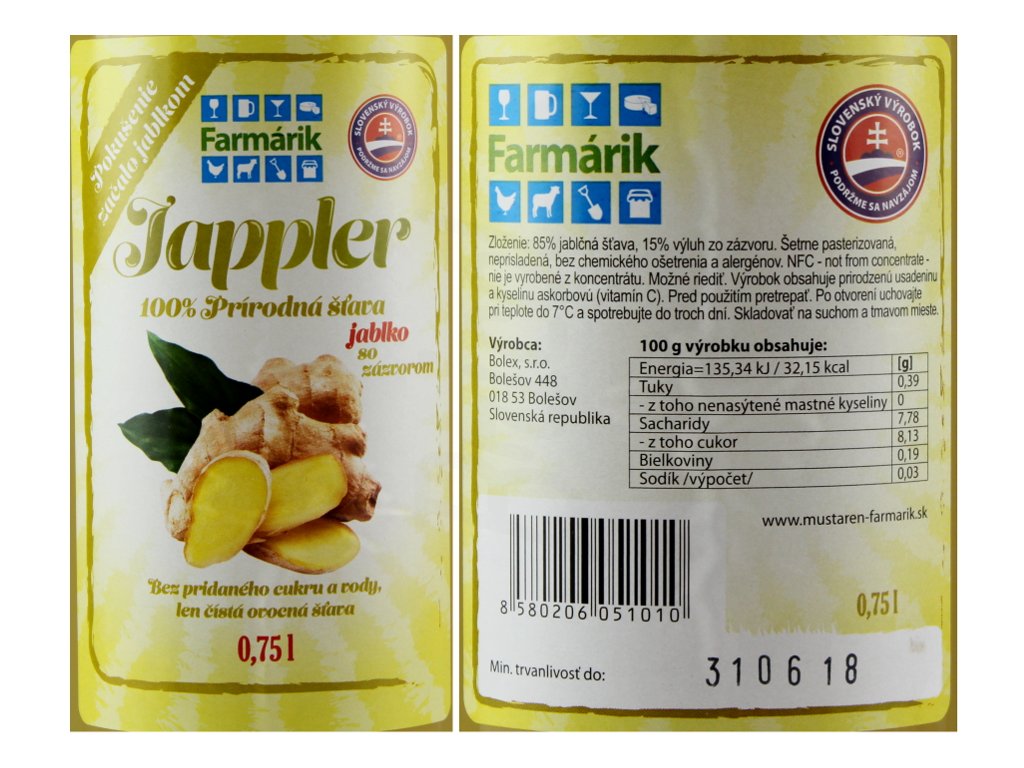 Pokušenie
začalo jablkom
Farmárik
SLOVENSKÝ VÝROBOK
PODRŽME SA NAVZÁJOM
Jappler
100% Prírodná šťava
jablko
so
zázvorom
Bez pridaného cukru a vody,
len čístá ovocná šťava
0,75 l
Farmárik
SLOVENSKÝ VÝROBOK
®
PODRŽME SA NAVZÁJOM
Zloženie: 85% jablčná šťava, 15% výluh zo zázvoru. Šetrne pasterizovaná,
neprisladená, bez chemického ošetrenia a alergénov. NFC - not from concentrate -
nie je vyrobené z koncentrátu. Možné riediť. Výrobok obsahuje prirodzenú usadeninu
a kyselinu askorbovú (vitamín C). Pred použitím pretrepať. Po otvorení uchovajte
pri teplote do 7°C a spotrebujte do troch dní. Skladovať na suchom a tmavom mieste.
Výrobca:
Bolex, s.r.o.
Bolešov 448
018 53 Bolešov
Slovenská republika
100 g výrobku obsahuje:
Energia=135,34 kJ / 32,15 kcal [g]
Tuky 0,39
- z toho nenasýtené mastné kyseliny 0
Sacharidy 7,78
- z toho cukor 8,13
Bielkoviny 0,19
Sodík /výpočet/ 0,03
www.mustaren-farmarik.sk
8 580206 051010
0,75 l
Min. trvanlivosť do:
310618